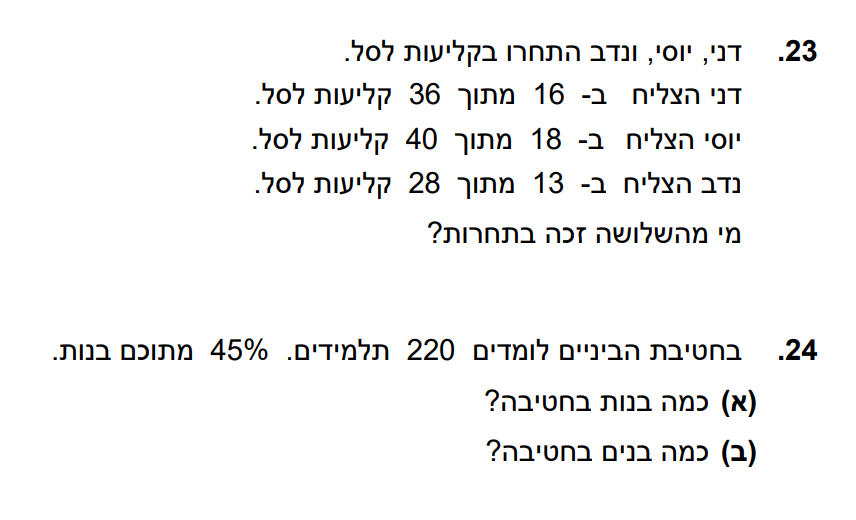 23. דני, יוסי, ונדב התחרו בקליעות לסל.
דני הצליח ב- 16 מתוך 36 קליעות לסל.
יוסי הצליח ב- 18 מתוך 40 קליעות לסל.
נדב הצליח ב- 13 מתוך 28 קליעות לסל.
מי מהשלושה זכה בתחרות?
24. בחטיבת הביניים לומדים 220 תלמידים. 45% מתוכם בנות.
(א) כמה בנות בחטיבה?
(ב) כמה בנים בחטיבה?